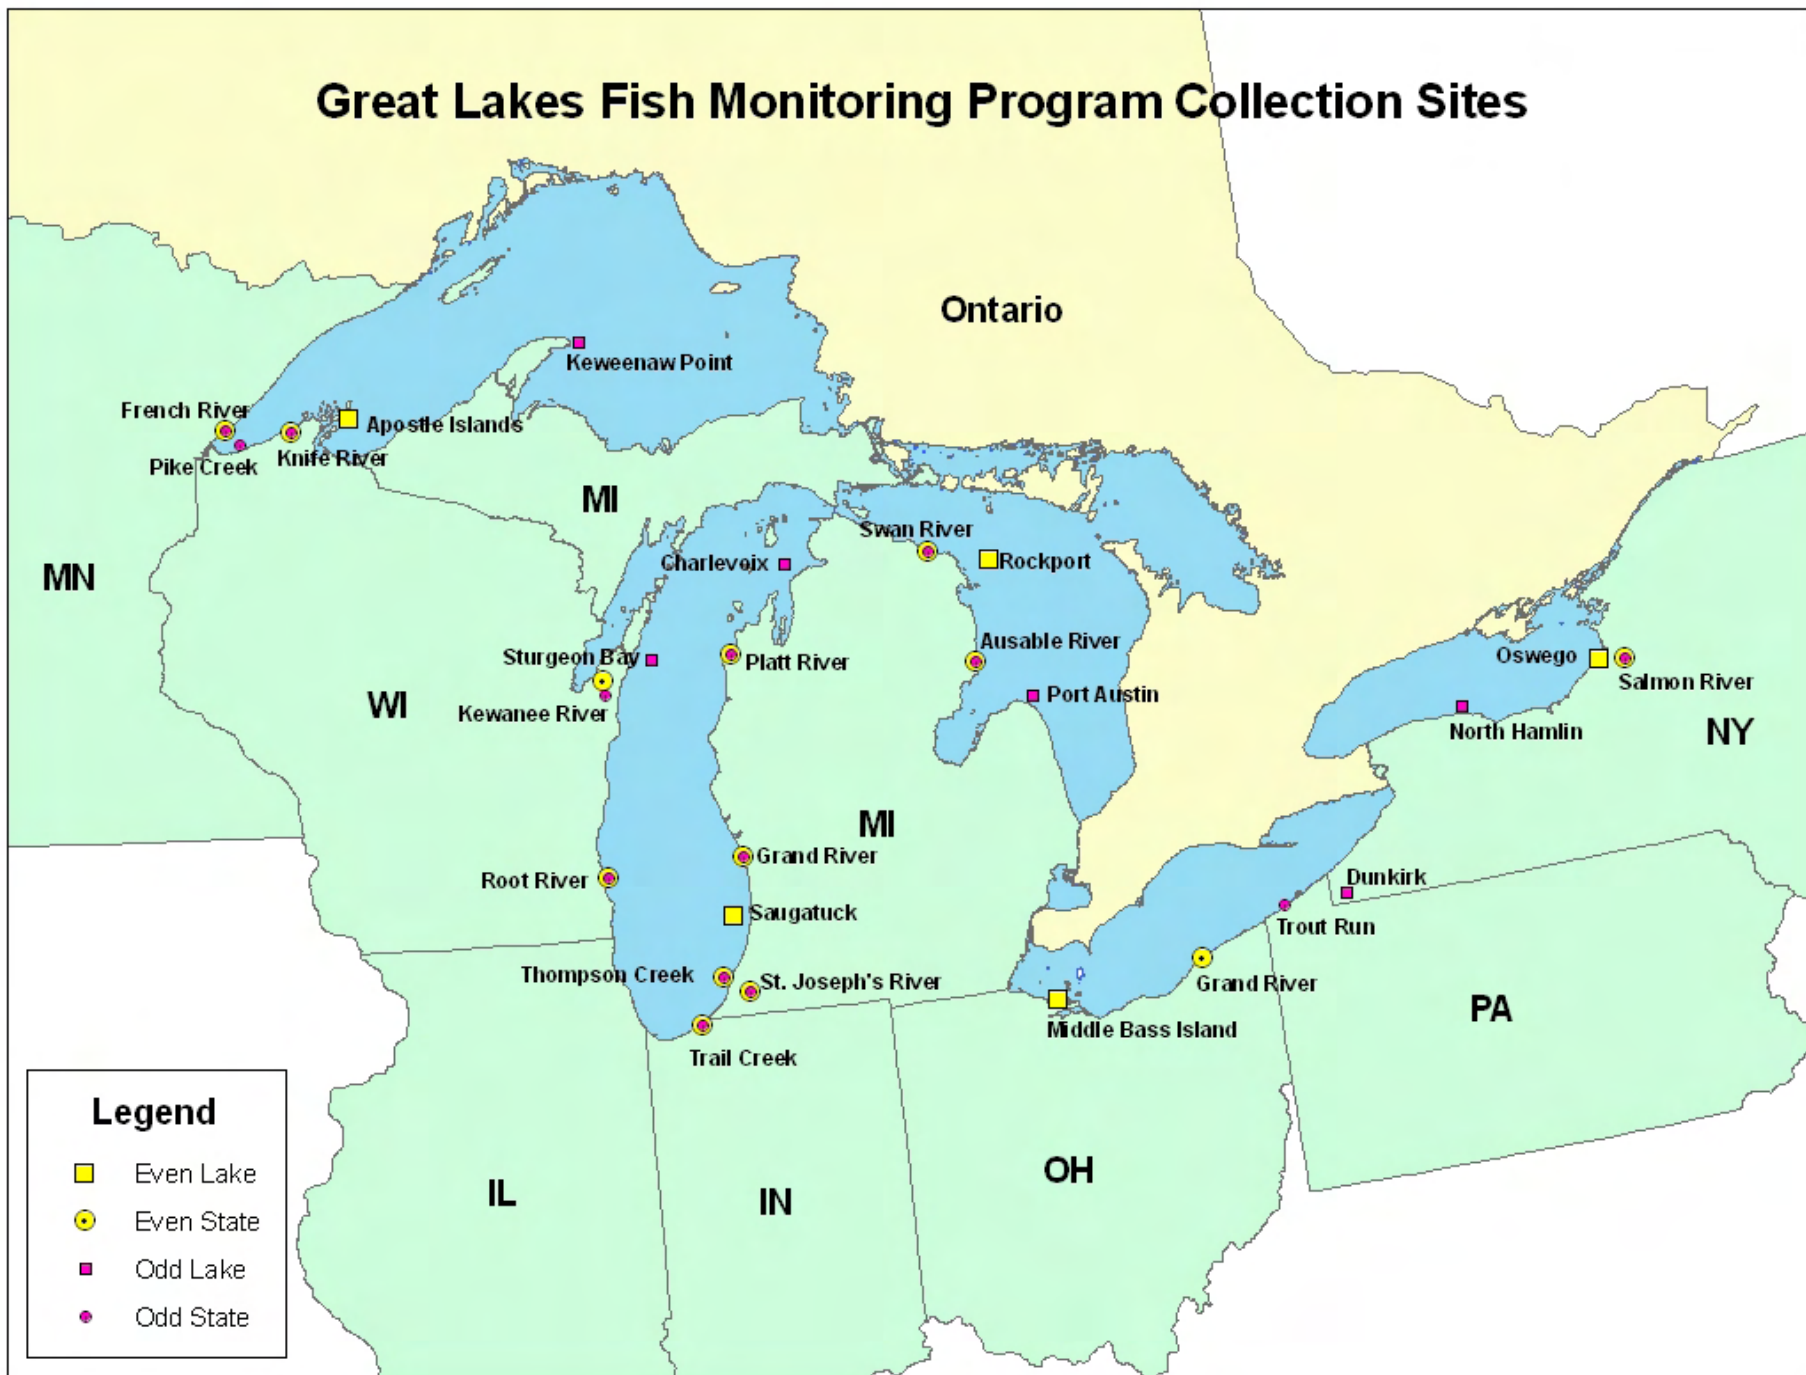 Great Lakes Fish Monitoring Program Collection Sites
Ontario
Keweenaw Point
French River
Apostle Islands
Pike Creek
Knife River
MI
Swan River
Charlevoix
Rockport
MN
Ausable River
Sturgeon Bay
Platt River
Oswego
Salmon River
Port Austin
WI
Kewanee River
North Hamlin
NY
MI
Grand River
Root River
Dunkirk
Saugatuck
Trout Run
Thompson Creek
St. Joseph's River
Grand River
PA
Middle Bass Island
Trail Creek
Legend
Even Lake
Even State
Odd Lake
Odd State
IL
IN
OH